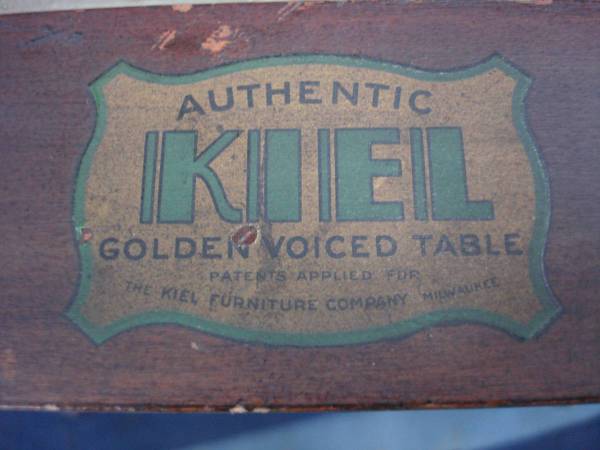 AUTHENTIC
KIEL
GOLDEN VOICED TABLE
PATENTS APPLIED FOR
THE KIEL FURNITURE COMPANY MILWAUKEE